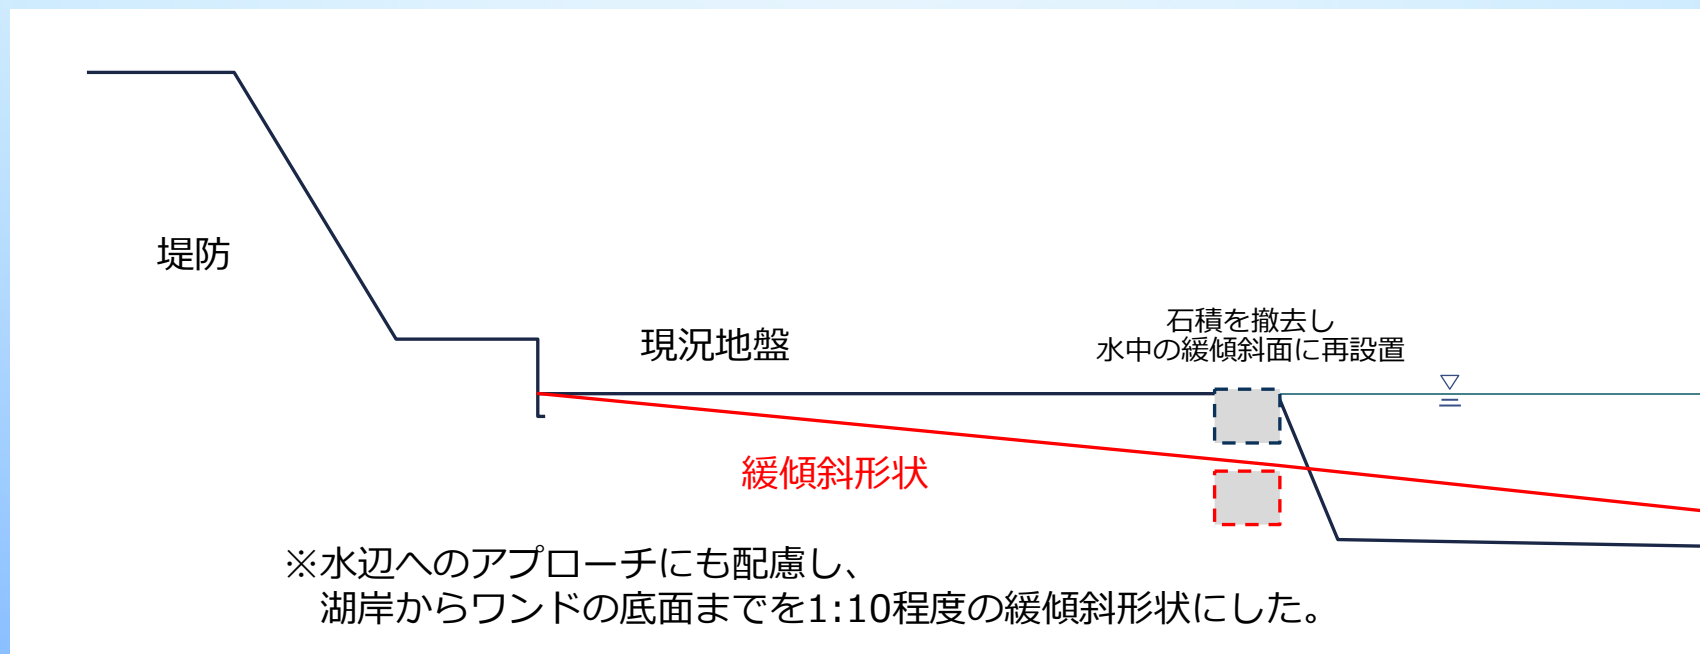 堤防
現況地盤
石積を撤去し
水中の緩傾斜面に再設置
緩傾斜形状
※水辺へのアプローチにも配慮し、
湖岸からワンドの底面までを1:10程度の緩傾斜形状にした。